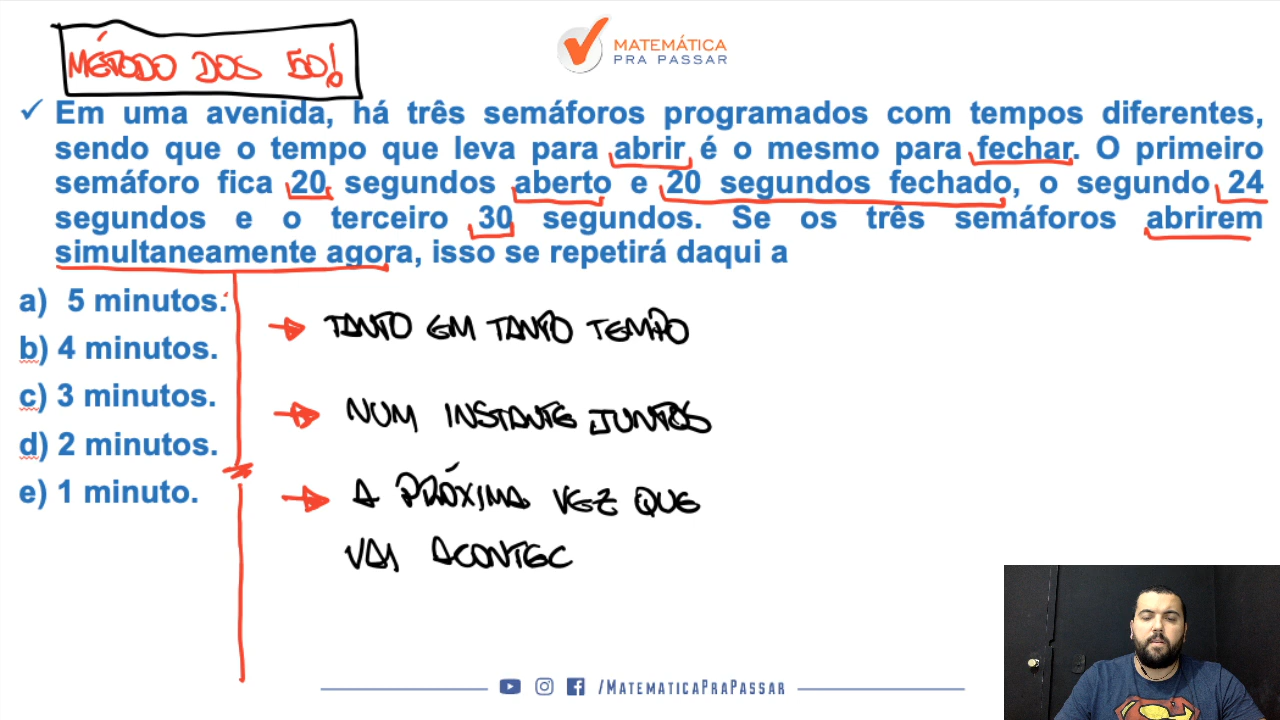 MÉTODO DOS 50!
MATEMÁTICA
PRA PASSAR
✓ Em uma avenida, há três semáforos programados com tempos diferentes,
sendo que o tempo que leva para abrir é o mesmo para fechar. O primeiro
semáforo fica 20 segundos aberto e 20 segundos fechado, o segundo 24
segundos e o terceiro 30 segundos. Se os três semáforos abrirem
simultaneamente agora, isso se repetirá daqui a
a) 5 minutos.
b) 4 minutos.
c) 3 minutos.
d) 2 minutos.
e) 1 minuto.
→ TANTO EM TANTO TEMPO
→ NUM INSTANTE JUNTOS
→ A PRÓXIMA VEZ QUE
VAI ACONTEC
/MATEMATICAPRAPASSAR